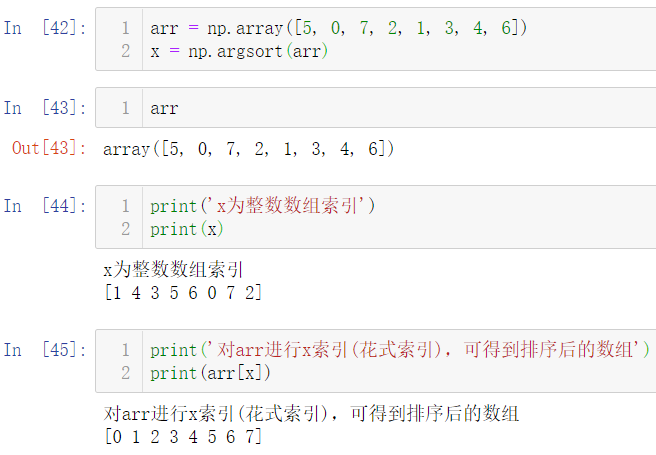 In [42]: 1 arr = np.array([5, 0, 7, 2, 1, 3, 4, 6])
2 x = np.argsort(arr)
In [43]: 1 arr
Out[43]: array([5, 0, 7, 2, 1, 3, 4, 6])
In [44]: 1 print('x为整数数组索引')
2 print(x)
x为整数数组索引
[1 4 3 5 6 0 7 2]
In [45]: 1 print('对arr进行x索引(花式索引)，可得到排序后的数组')
2 print(arr[x])
对arr进行x索引(花式索引)，可得到排序后的数组
[0 1 2 3 4 5 6 7]